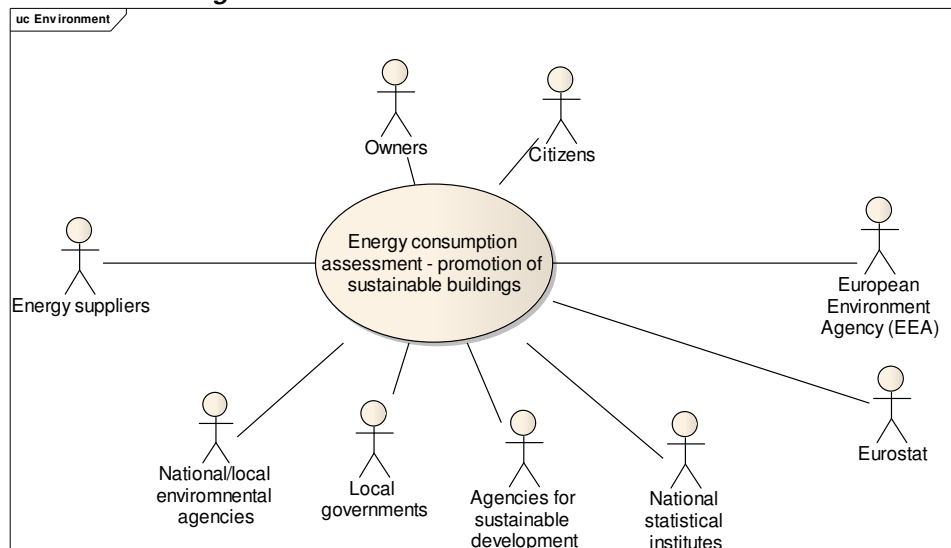 uc Environment
Owners
Citizens
Energy consumption
assessment - promotion of
sustainable buildings
Energy suppliers
European
Environment
Agency (EEA)
Eurostat
National/local
enviromnental
agencies
Local
governments
Agencies for
sustainable
development
National
statistical
institutes